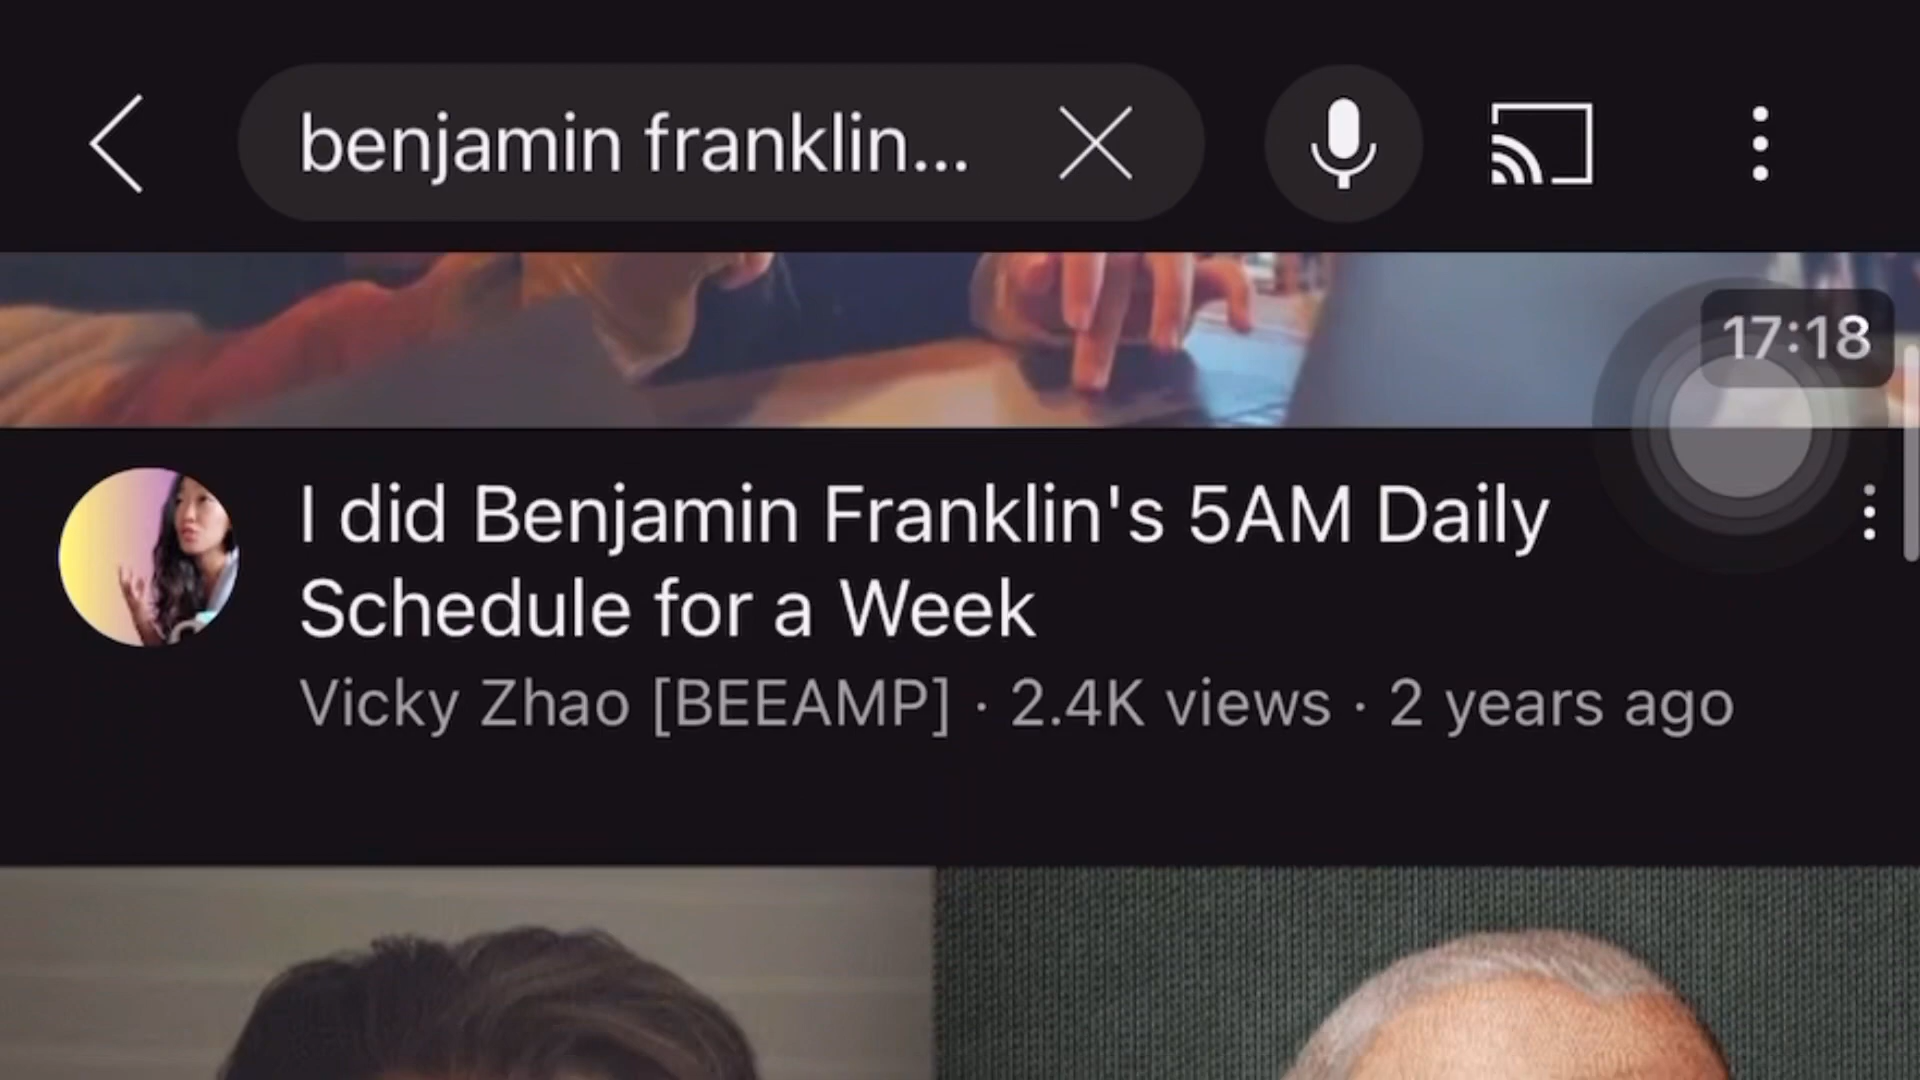 benjamin franklin...
17:18
I did Benjamin Franklin's 5AM Daily
Schedule for a Week
Vicky Zhao [BEEAMP] · 2.4K views · 2 years ago